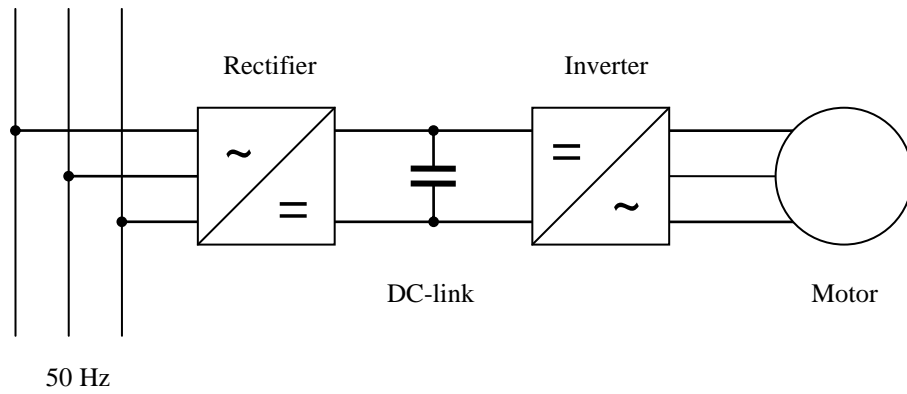 Rectifier
Inverter
~
=
=
~
DC-link
Motor
50 Hz